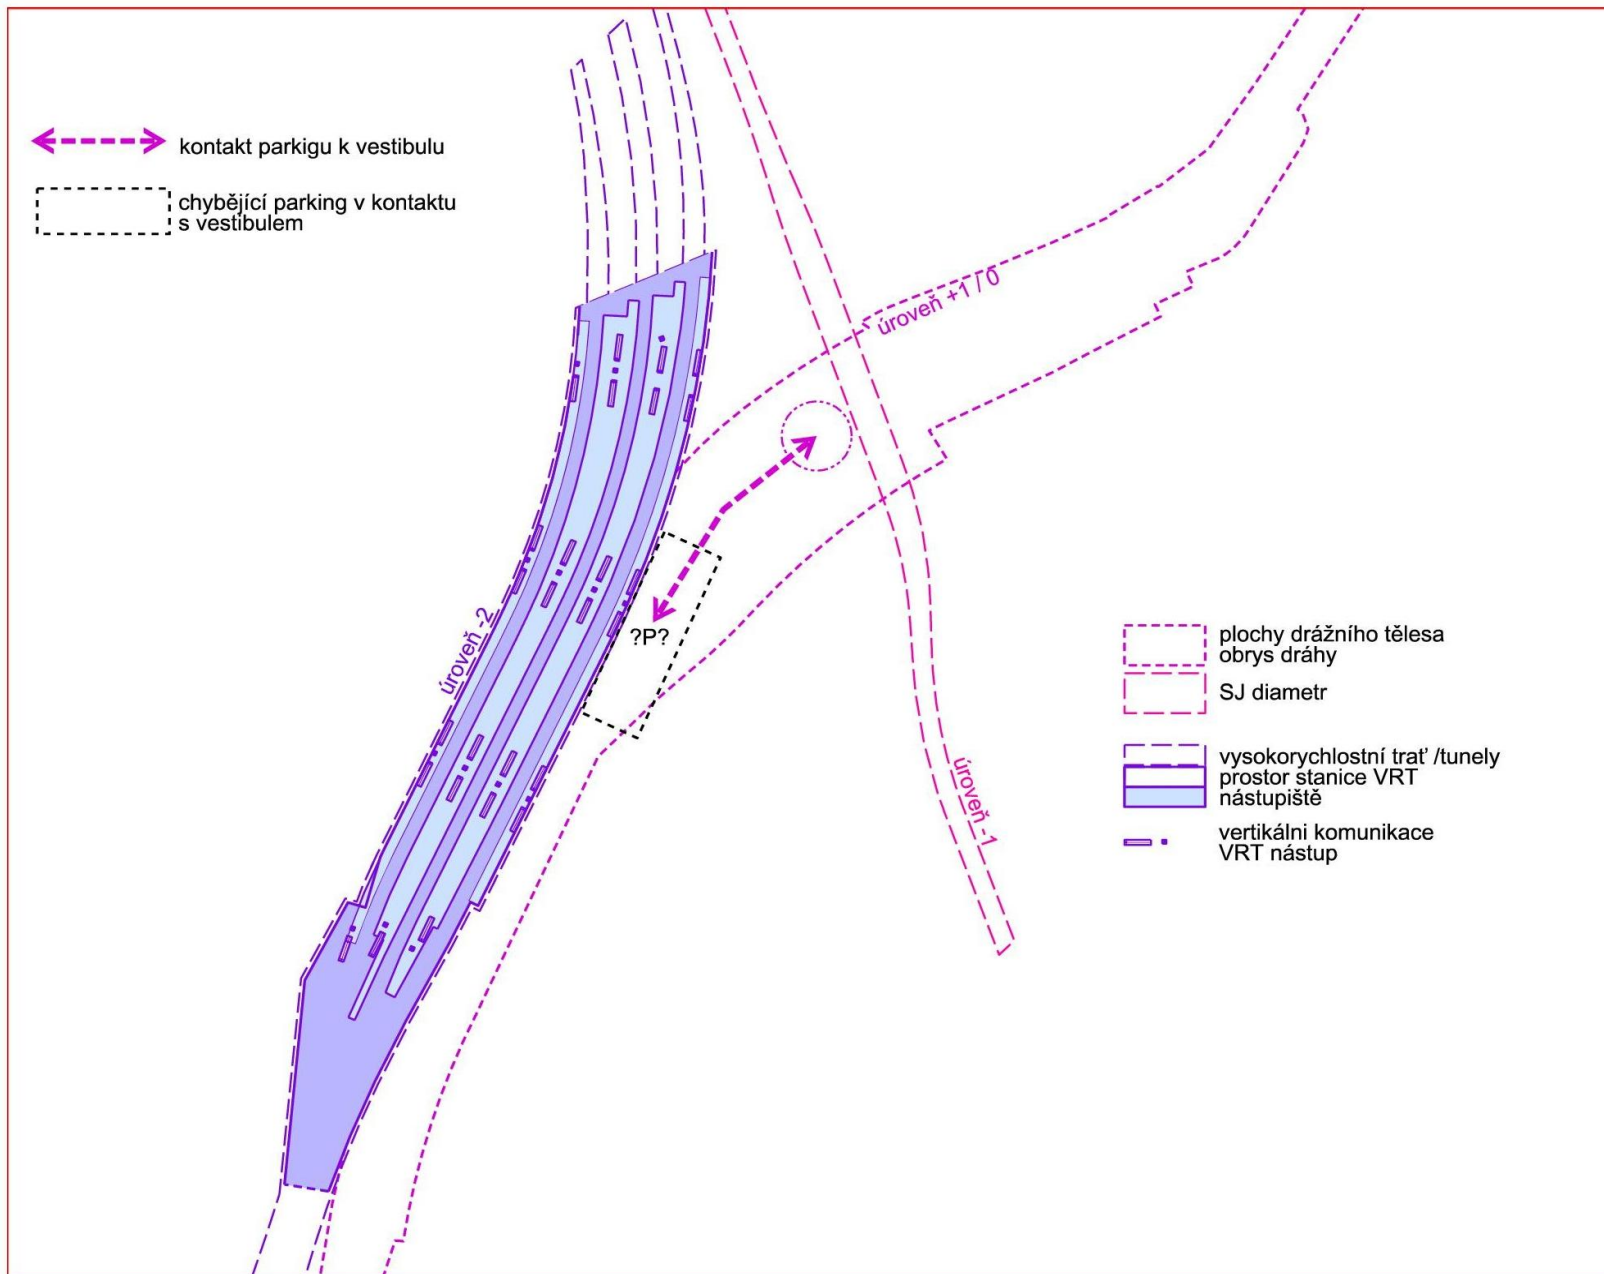 kontakt parkigu k vestibulu
chybějící parking v kontaktu
s vestibulem
úroveň +1 / 0
?P?
úroveň -2
úroveň -1
plochy drážního tělesa
obrys dráhy
SJ diametr
vysokorychlostní trať /tunely
prostor stanice VRT
nástupiště
vertikálni komunikace
VRT nástup